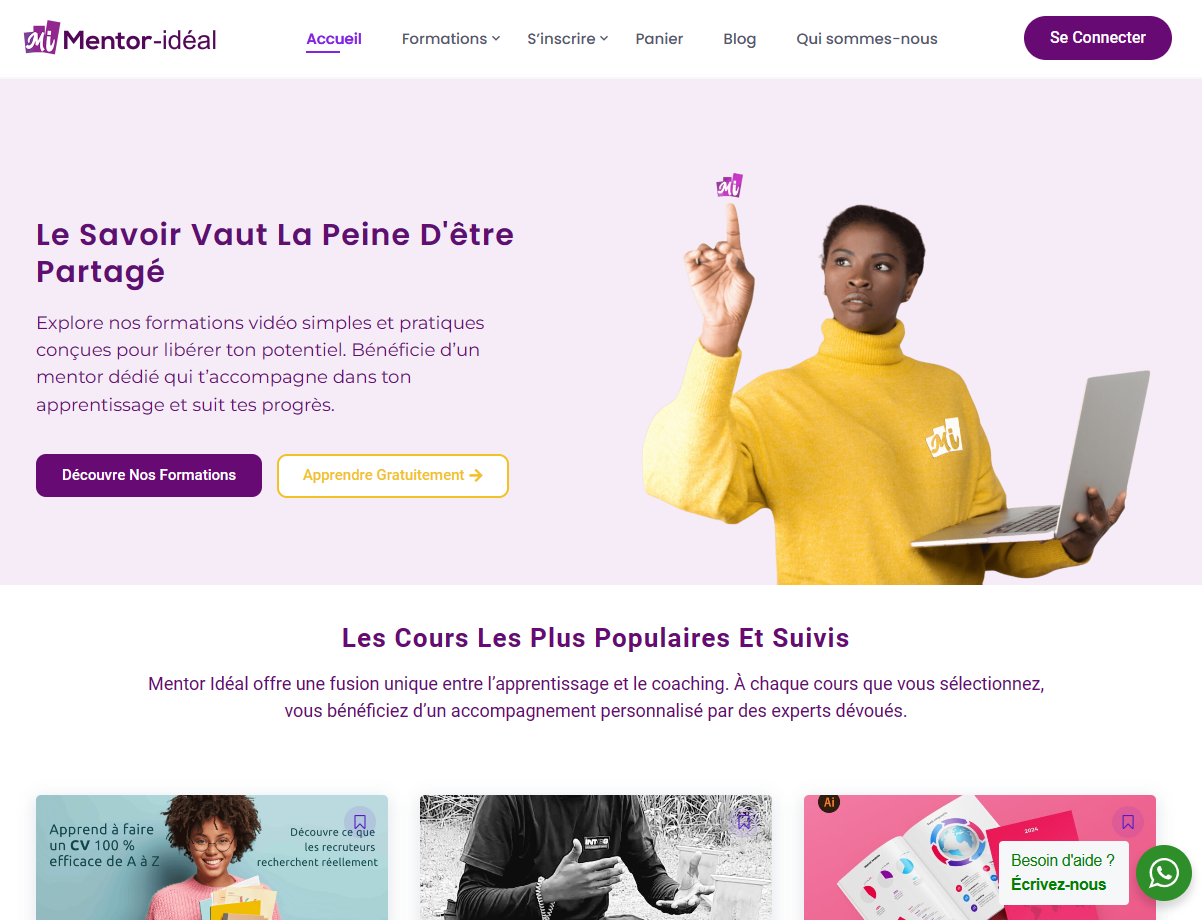 Mi Mentor-idéal
Accueil
Formations
S’inscrire
Panier
Blog
Qui sommes-nous
Se Connecter
Mi
Le Savoir Vaut La Peine D'être
Partagé
Explore nos formations vidéo simples et pratiques
conçues pour libérer ton potentiel. Bénéficie d’un
mentor dédié qui t’accompagne dans ton
apprentissage et suit tes progrès.
Mi
Découvre Nos Formations
Apprendre Gratuitement
Les Cours Les Plus Populaires Et Suivis
Mentor Idéal offre une fusion unique entre l’apprentissage et le coaching. À chaque cours que vous sélectionnez,
vous bénéficiez d’un accompagnement personnalisé par des experts dévoués.
Apprend à faire
un CV 100 %
efficace de A à Z
Découvre ce que
les recruteurs
recherchent réellement
Ai
2024
Besoin d'aide ?
Écrivez-nous